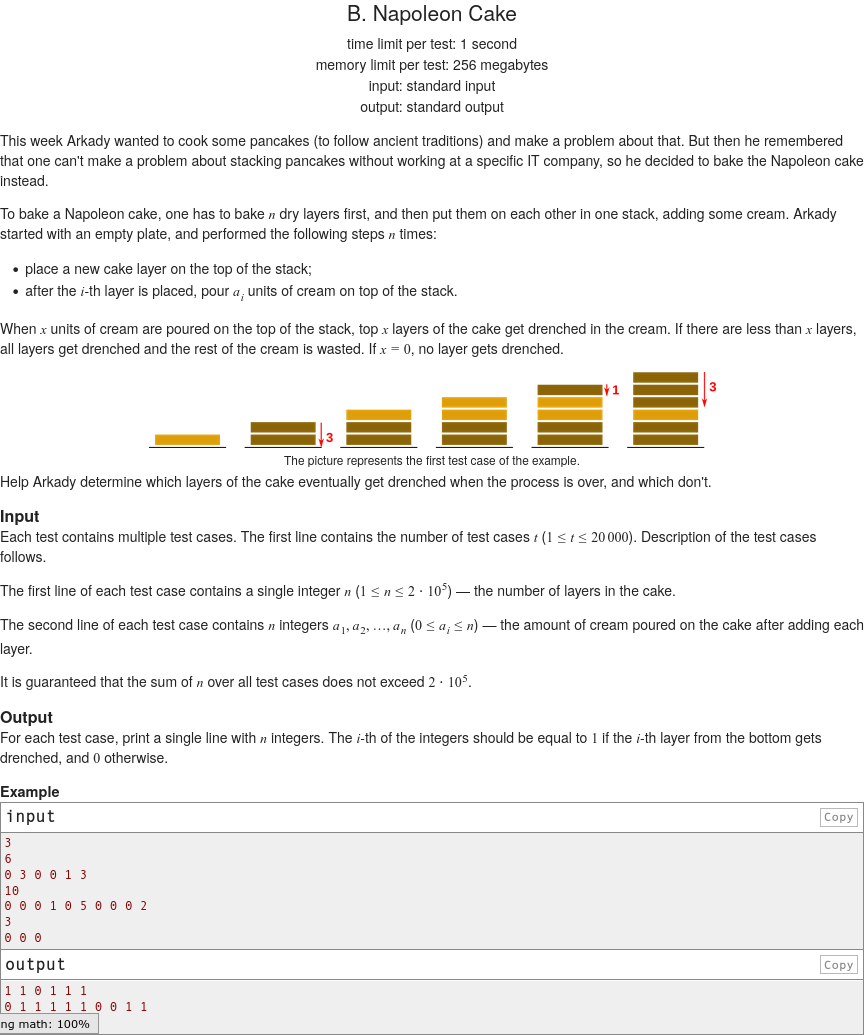 B. Napoleon Cake
time limit per test: 1 second
memory limit per test: 256 megabytes
input: standard input
output: standard output
This week Arkady wanted to cook some pancakes (to follow ancient traditions) and make a problem about that. But then he remembered
that one can't make a problem about stacking pancakes without working at a specific IT company, so he decided to bake the Napoleon cake
instead.
To bake a Napoleon cake, one has to bake n dry layers first, and then put them on each other in one stack, adding some cream. Arkady
started with an empty plate, and performed the following steps n times:
• place a new cake layer on the top of the stack;
• after the i-th layer is placed, pour a_i units of cream on top of the stack.
When x units of cream are poured on the top of the stack, top x layers of the cake get drenched in the cream. If there are less than x layers,
all layers get drenched and the rest of the cream is wasted. If x = 0, no layer gets drenched.
3 1 3
The picture represents the first test case of the example.
Help Arkady determine which layers of the cake eventually get drenched when the process is over, and which don't.
Input
Each test contains multiple test cases. The first line contains the number of test cases t (1 ≤ t ≤ 20 000). Description of the test cases
follows.
The first line of each test case contains a single integer n (1 ≤ n ≤ 2 · 10^5) — the number of layers in the cake.
The second line of each test case contains n integers a_1, a_2, …, a_n (0 ≤ a_i ≤ n) — the amount of cream poured on the cake after adding each
layer.
It is guaranteed that the sum of n over all test cases does not exceed 2 · 10^5.
Output
For each test case, print a single line with n integers. The i-th of the integers should be equal to 1 if the i-th layer from the bottom gets
drenched, and 0 otherwise.
Example
input Copy
3
6
0 3 0 0 1 3
10
0 0 0 1 0 5 0 0 0 2
3
0 0 0
output Copy
1 1 0 1 1 1
0 1 1 1 1 1 0 0 1 1
ng math: 100%